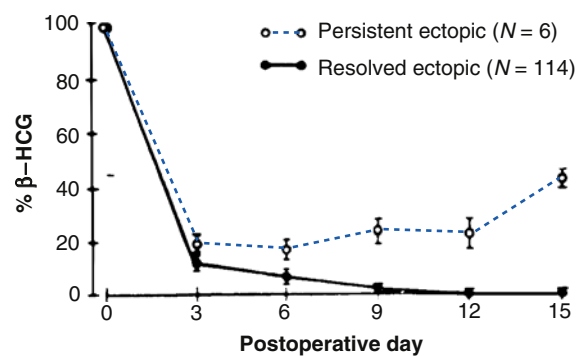 100
80
60
40
20
0
% β–HCG
Persistent ectopic (N = 6)
Resolved ectopic (N = 114)
0 3 6 9 12 15
Postoperative day